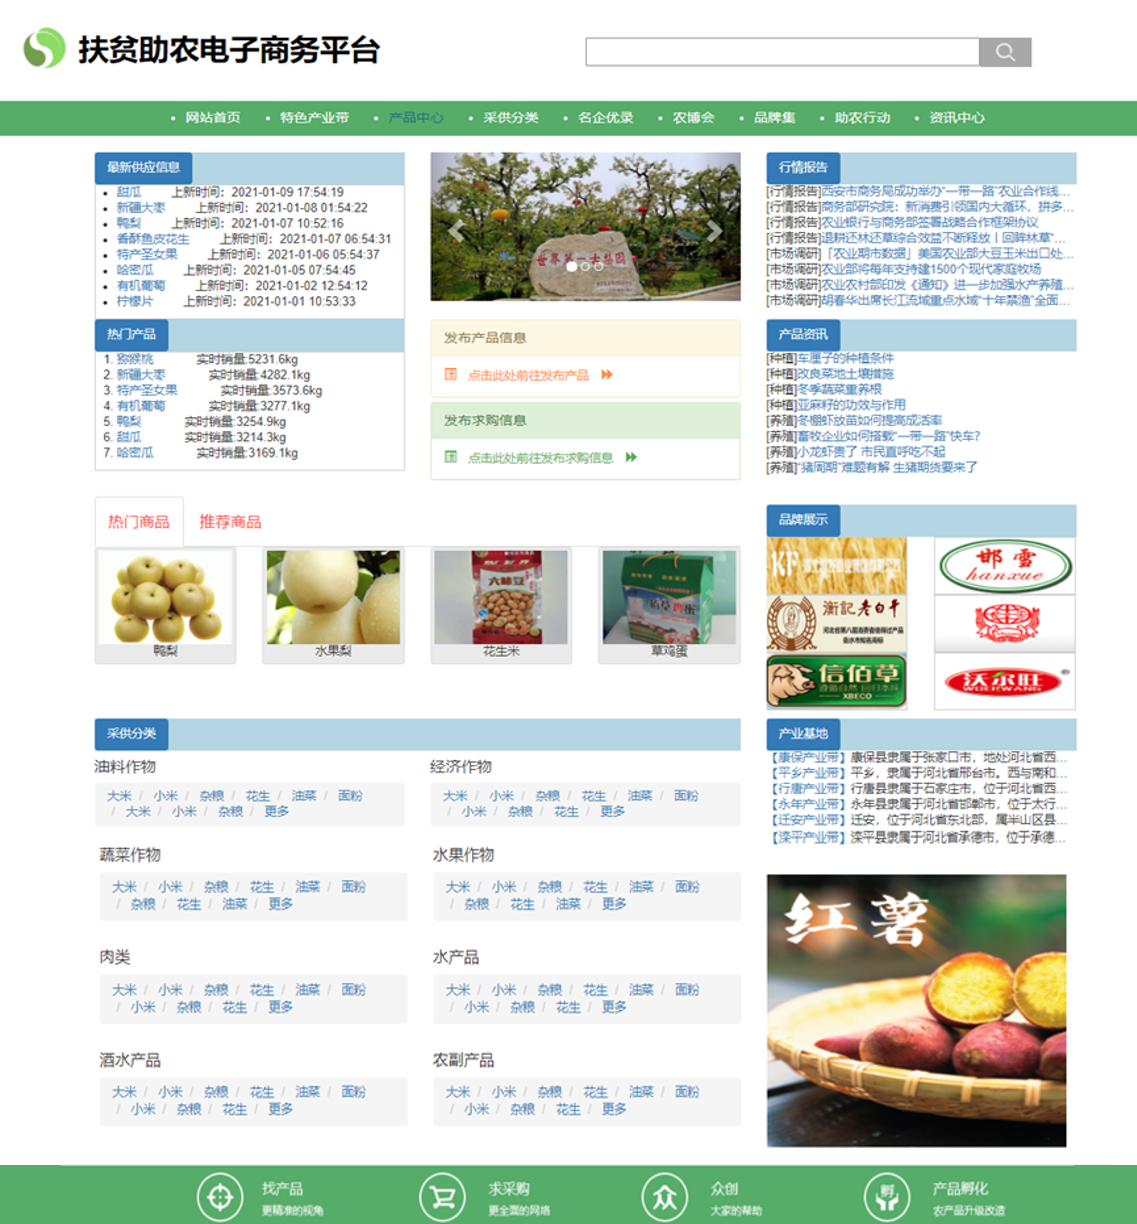 扶贫助农电子商务平台
网站首页 特色产业带 产品中心 采供分类 名企优录 农博会 品牌集 助农行动 资讯中心
最新供应信息
甜瓜 上新时间：2021-01-09 17:54:19
新疆大枣 上新时间：2021-01-08 01:54:22
鸭梨 上新时间：2021-01-07 10:52:16
香酥鱼皮花生 上新时间：2021-01-07 06:54:31
特产圣女果 上新时间：2021-01-06 05:54:37
哈密瓜 上新时间：2021-01-05 07:54:45
有机葡萄 上新时间：2021-01-02 12:54:12
柠檬片 上新时间：2021-01-01 10:53:33
热门产品
1. 猕猴桃 实时销量:5231.6kg
2. 新疆大枣 实时销量:4282.1kg
3. 特产圣女果 实时销量:3573.6kg
4. 有机葡萄 实时销量:3277.1kg
5. 鸭梨 实时销量:3254.9kg
6. 甜瓜 实时销量:3214.3kg
7. 哈密瓜 实时销量:3169.1kg
世界第一古梨园
发布产品信息
点击此处前往发布产品
发布求购信息
点击此处前往发布求购信息
行情报告
[行情报告]西安市商务局成功举办“一带一路”农业合作线...
[行情报告]商务部研究院：新消费引领国内大循环，拼多...
[行情报告]农业银行与商务部签署战略合作框架协议
[行情报告]退耕还林还草综合效益不断释放丨回眸林草“...
[市场调研]「农业期市数据」美国农业部大豆玉米出口处...
[市场调研]农业部将每年支持建1500个现代家庭牧场
[市场调研]农业农村部印发《通知》进一步加强水产养殖...
[市场调研]胡春华出席长江流域重点水域“十年禁渔”全面...
产品资讯
[种植]车厘子的种植条件
[种植]改良菜地土壤措施
[种植]冬季蔬菜重养根
[种植]亚麻籽的功效与作用
[养殖]冬棚虾放苗如何提高成活率
[养殖]畜牧企业如何搭载“一带一路”快车？
[养殖]小龙虾贵了 市民直呼吃不起
[养殖]“猪周期”难题有解 生猪期货要来了
热门商品 推荐商品
六味豆
鸭梨 水果梨 花生米 草鸡蛋
品牌展示
KF
邯雪
hanxue
衡記老白干
信佰草
XBECO
沃尔旺
采供分类
油料作物
大米 / 小米 / 杂粮 / 花生 / 油菜 / 面粉
/ 大米 / 小米 / 杂粮 / 更多
经济作物
大米 / 小米 / 杂粮 / 花生 / 油菜 / 面粉
/ 小米 / 杂粮 / 花生 / 更多
蔬菜作物
大米 / 小米 / 杂粮 / 花生 / 油菜 / 面粉
/ 杂粮 / 花生 / 油菜 / 更多
水果作物
大米 / 小米 / 杂粮 / 花生 / 油菜 / 面粉
/ 杂粮 / 花生 / 油菜 / 更多
肉类
大米 / 小米 / 杂粮 / 花生 / 油菜 / 面粉
/ 小米 / 杂粮 / 花生 / 更多
水产品
大米 / 小米 / 杂粮 / 花生 / 油菜 / 面粉
/ 小米 / 杂粮 / 花生 / 更多
酒水产品
大米 / 小米 / 杂粮 / 花生 / 油菜 / 面粉
/ 小米 / 杂粮 / 花生 / 更多
农副产品
大米 / 小米 / 杂粮 / 花生 / 油菜 / 面粉
/ 小米 / 杂粮 / 花生 / 更多
产业基地
【康保产业带】康保县隶属于张家口市，地处河北省西...
【平乡产业带】平乡，隶属于河北省邢台市。西与南和...
【行唐产业带】行唐县隶属于石家庄市，位于河北省西...
【永年产业带】永年县隶属于河北省邯郸市，位于太行...
【迁安产业带】迁安，位于河北省东北部，属半山区县...
【滦平产业带】滦平县隶属于河北省承德市，位于承德...
红薯
找产品
更精准的视角
求采购
更全面的网络
众创
大家的帮助
产品孵化
农产品升级改造